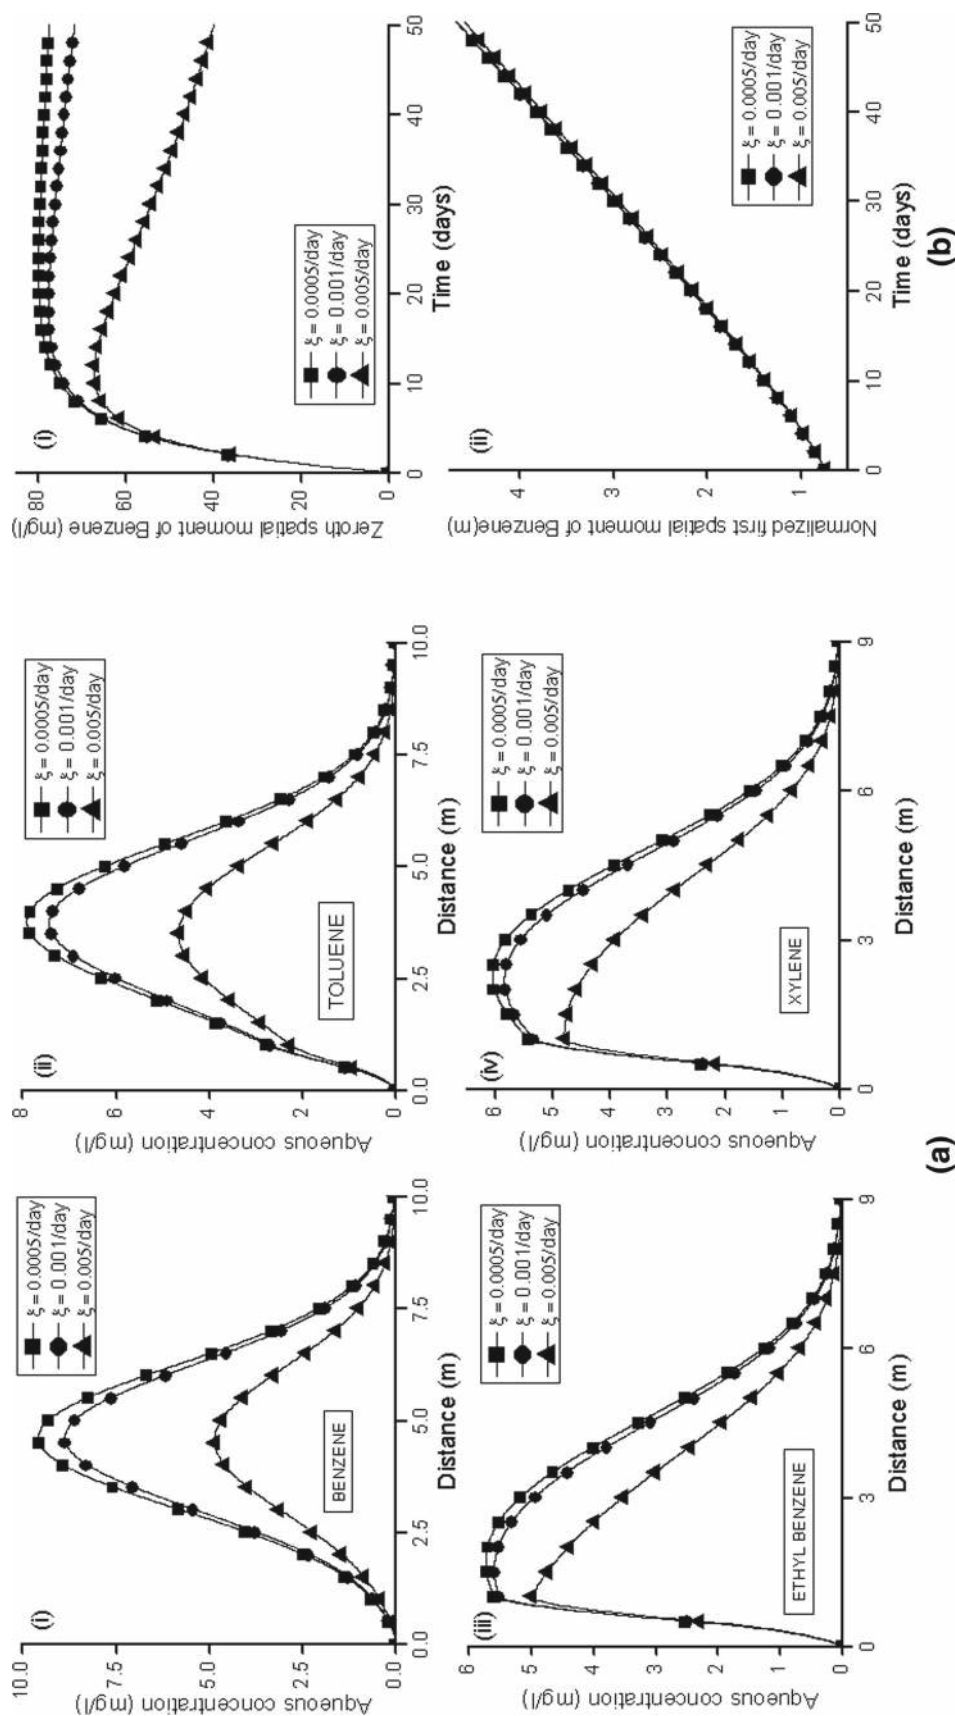 (i)
10.0
7.5
5.0
2.5
0.0
Aqueous concentration (mg/l)
ξ = 0.0005/day
ξ = 0.001/day
ξ = 0.005/day
BENZENE
0.0
2.5
5.0
7.5
10.0
Distance (m)
(ii)
8
6
4
2
0
Aqueous concentration (mg/l)
ξ = 0.0005/day
ξ = 0.001/day
ξ = 0.005/day
TOLUENE
0.0
2.5
5.0
7.5
10.0
Distance (m)
(iii)
6
5
4
3
2
1
0
Aqueous concentration (mg/l)
ξ = 0.0005/day
ξ = 0.001/day
ξ = 0.005/day
ETHYL BENZENE
0
3
6
9
Distance (m)
(iv)
6
5
4
3
2
1
0
Aqueous concentration (mg/l)
ξ = 0.0005/day
ξ = 0.001/day
ξ = 0.005/day
XYLENE
0
3
6
9
Distance (m)
(a)
(i)
80
60
40
20
0
Zeroth spatial moment of Benzene(mg/l)
ξ = 0.0005/day
ξ = 0.001/day
ξ = 0.005/day
0
10
20
30
40
50
Time (days)
(ii)
4
3
2
1
Normalized first spatial moment of Benzene(m)
ξ = 0.0005/day
ξ = 0.001/day
ξ = 0.005/day
0
10
20
30
40
50
Time (days)
(b)